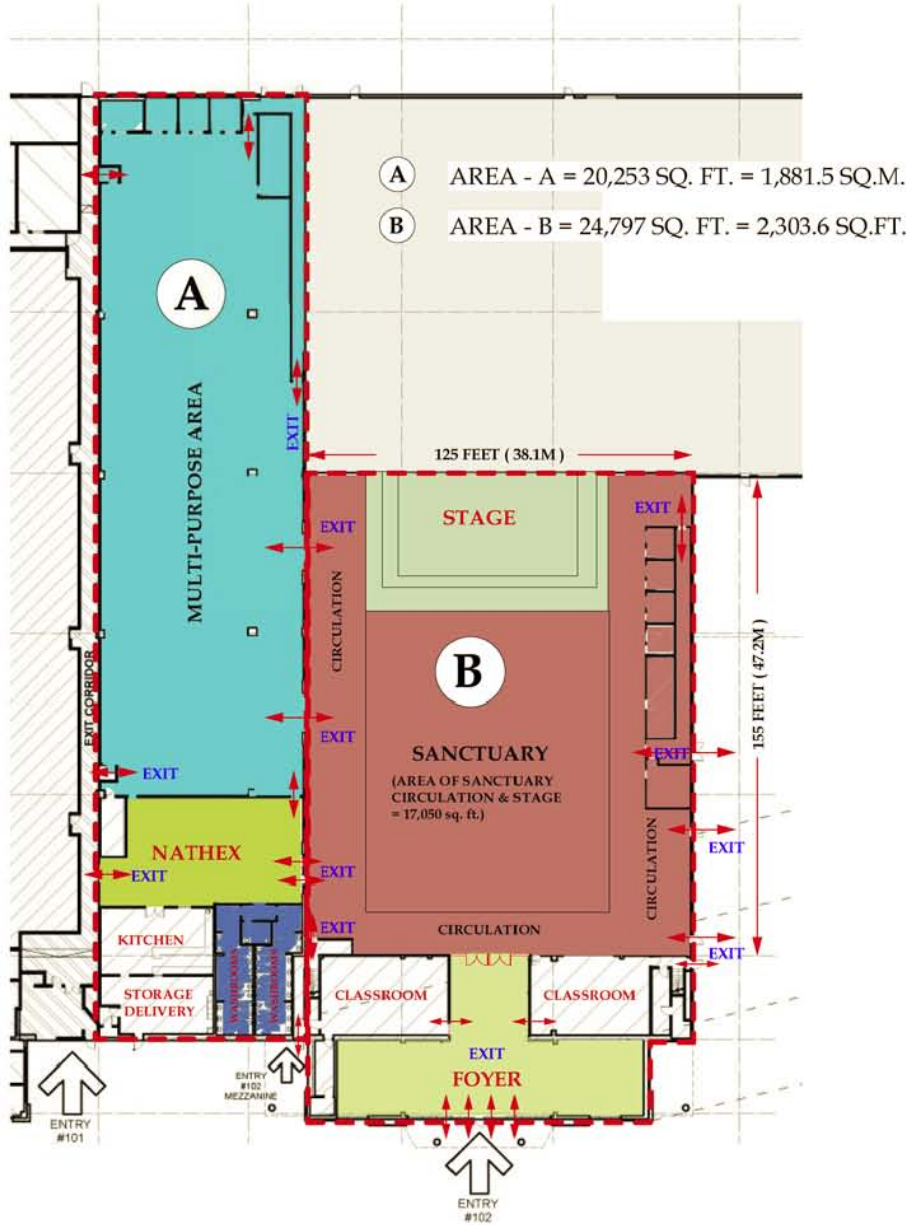 A AREA - A = 20,253 SQ. FT. = 1,881.5 SQ.M.
B AREA - B = 24,797 SQ. FT. = 2,303.6 SQ.FT.
A
MULTI-PURPOSE AREA
EXIT
125 FEET ( 38.1M )
STAGE
EXIT
EXIT
CIRCULATION
B
155 FEET ( 47.2M )
EXIT CORRIDOR
EXIT
SANCTUARY
(AREA OF SANCTUARY
CIRCULATION & STAGE
= 17,050 sq. ft.)
EXIT
EXIT
NATHEX
EXIT
EXIT
EXIT
CIRCULATION
KITCHEN
EXIT
CIRCULATION
EXIT
STORAGE
DELIVERY
WASHROOMS
WASHROOMS
CLASSROOM
CLASSROOM
EXIT
FOYER
ENTRY
#102
MEZZANINE
ENTRY
#101
ENTRY
#102